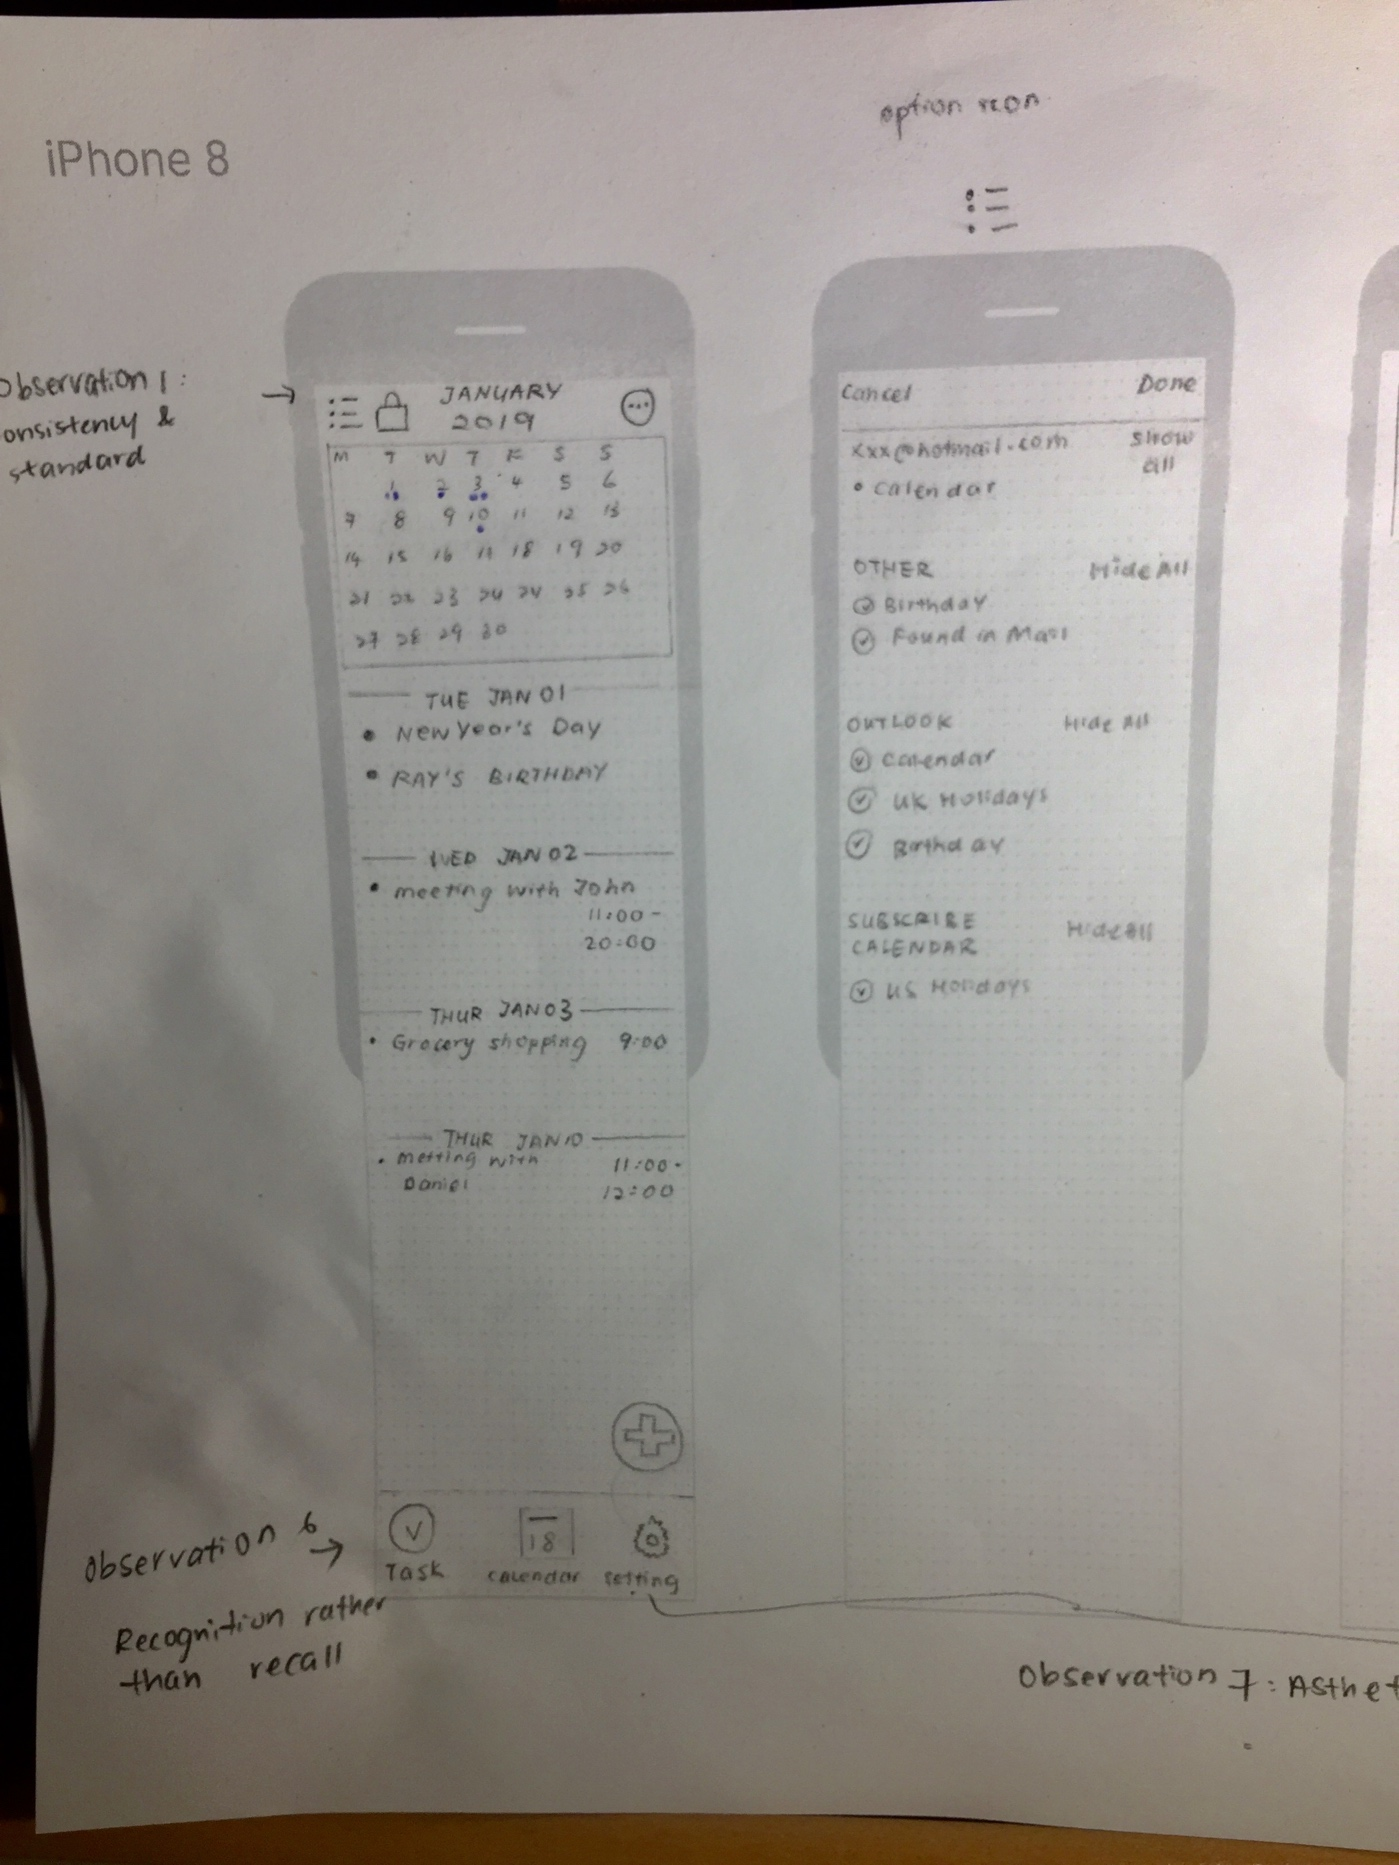 iPhone 8
option icon
Observation 1:
onsistency &
standard
→
JANUARY
2019
M T W T F S S
1 2 3 4 5 6
7 8 9 10 11 12 13
14 15 16 17 18 19 20
21 22 23 24 24 25 26
27 28 29 30
TUE JAN 01
• New Year's Day
• RAY'S BIRTHDAY
WED JAN 02
• meeting with John
11:00 -
20:00
THUR JAN 03
• Grocery shopping 9:00
THUR JAN 10
• metting with 11:00 -
Daniel 12:00
Task calendar setting
Observation 6
→
Recognition rather
than recall
Cancel Done
xxx@hotmail.com show
all
• calendar
OTHER Hide All
Birthday
Found in Mail
OUTLOOK Hide All
calendar
UK Holidays
Birthday
SUBSCRIBE Hide All
CALENDAR
US Holidays
Observation 7: Asthet